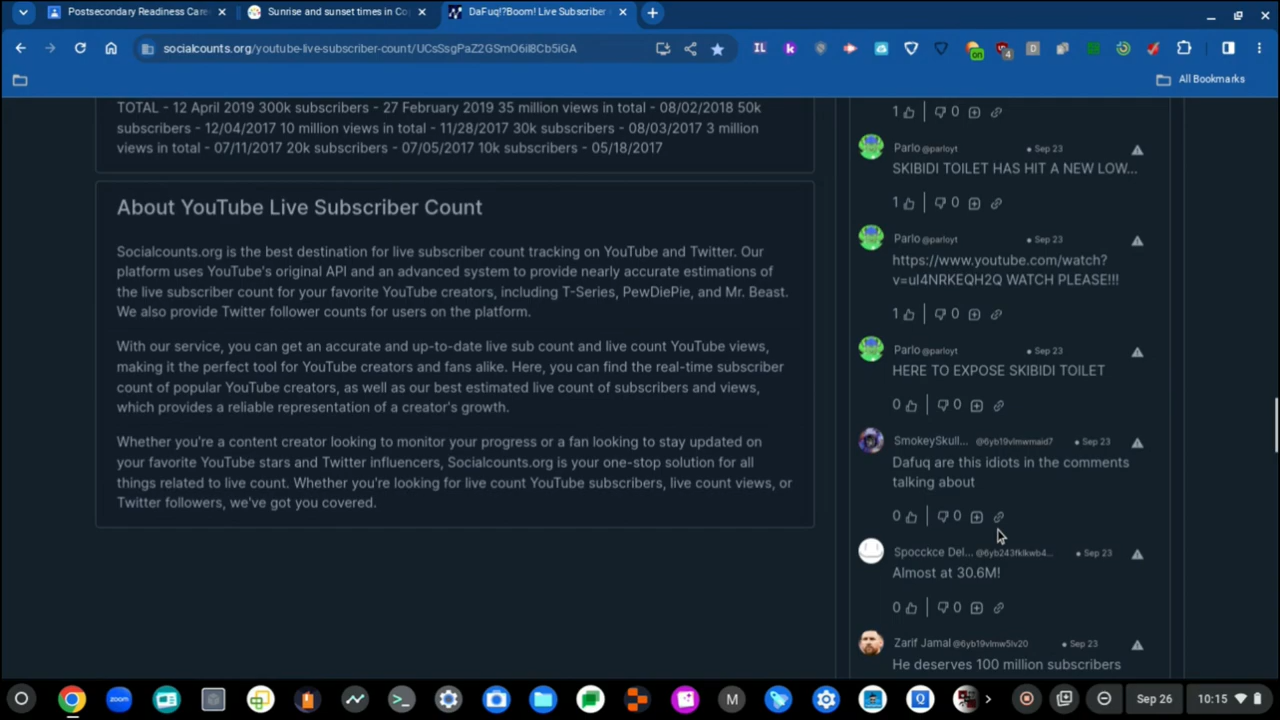 Postsecondary Readiness Care
Sunrise and sunset times in Co
DaFuq!?Boom! Live Subscriber
socialcounts.org/youtube-live-subscriber-count/UCsSsgPaZ2GSmO6il8Cb5iGA
IL
k
on
4
D
All Bookmarks
TOTAL - 12 April 2019 300k subscribers - 27 February 2019 35 million views in total - 08/02/2018 50k
subscribers - 12/04/2017 10 million views in total - 11/28/2017 30k subscribers - 08/03/2017 3 million
views in total - 07/11/2017 20k subscribers - 07/05/2017 10k subscribers - 05/18/2017
About YouTube Live Subscriber Count
Socialcounts.org is the best destination for live subscriber count tracking on YouTube and Twitter. Our
platform uses YouTube's original API and an advanced system to provide nearly accurate estimations of
the live subscriber count for your favorite YouTube creators, including T-Series, PewDiePie, and Mr. Beast.
We also provide Twitter follower counts for users on the platform.
With our service, you can get an accurate and up-to-date live sub count and live count YouTube views,
making it the perfect tool for YouTube creators and fans alike. Here, you can find the real-time subscriber
count of popular YouTube creators, as well as our best estimated live count of subscribers and views,
which provides a reliable representation of a creator's growth.
Whether you're a content creator looking to monitor your progress or a fan looking to stay updated on
your favorite YouTube stars and Twitter influencers, Socialcounts.org is your one-stop solution for all
things related to live count. Whether you're looking for live count YouTube subscribers, live count views, or
Twitter followers, we've got you covered.
1 0
Parlo @parloyt • Sep 23
SKIBIDI TOILET HAS HIT A NEW LOW...
1 0
Parlo @parloyt • Sep 23
https://www.youtube.com/watch?
v=uI4NRKEQH2Q WATCH PLEASE!!!
1 0
Parlo @parloyt • Sep 23
HERE TO EXPOSE SKIBIDI TOILET
0 0
SmokeySkull... @6yb19vlmwmaid7 • Sep 23
Dafuq are this idiots in the comments
talking about
0 0
Spocckce Del... @6yb243fklkwb4... • Sep 23
Almost at 30.6M!
0 0
Zarif Jamal @6yb19vlmw5lv20 • Sep 23
He deserves 100 million subscribers
zoom
M
Q
Sep 26
10:15